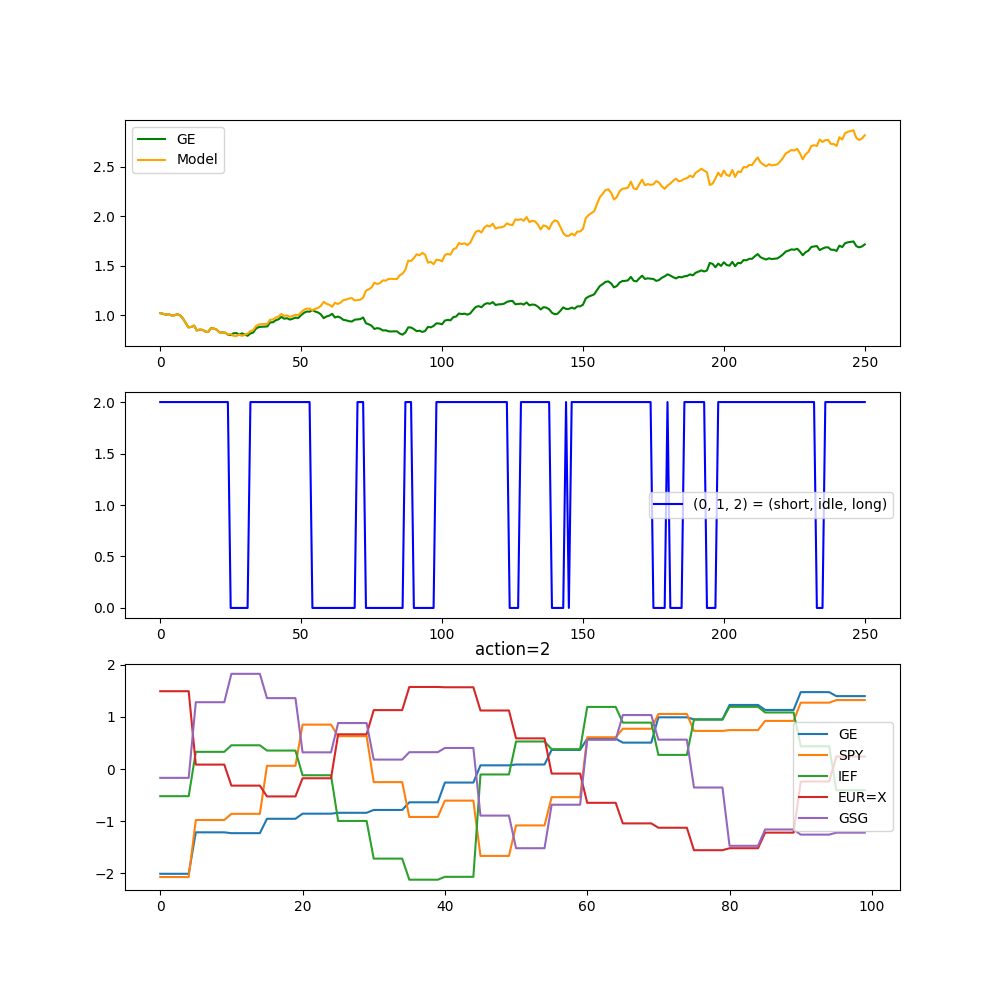 GE
Model
2.5
2.0
1.5
1.0
0 50 100 150 200 250
2.0
1.5
1.0
0.5
0.0
(0, 1, 2) = (short, idle, long)
0 50 100 150 200 250
action=2
2
1
0
−1
−2
GE
SPY
IEF
EUR=X
GSG
0 20 40 60 80 100